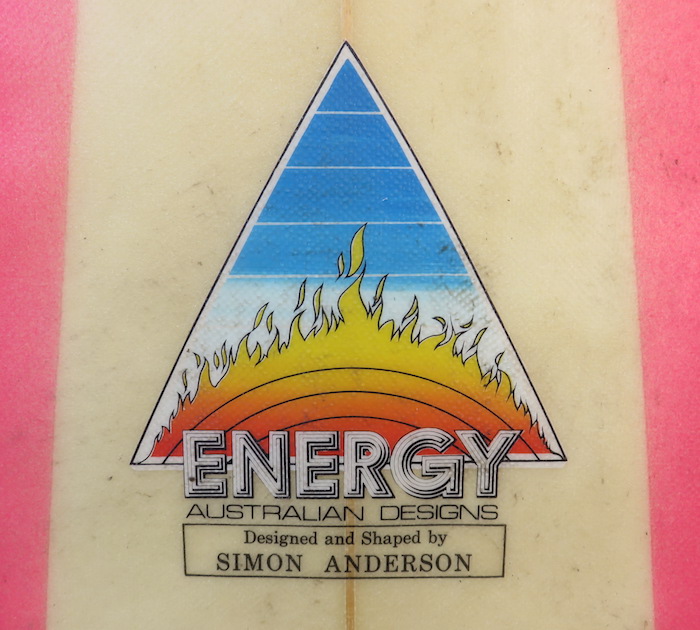 ENERGY
AUSTRALIAN DESIGNS
Designed and Shaped by
SIMON ANDERSON